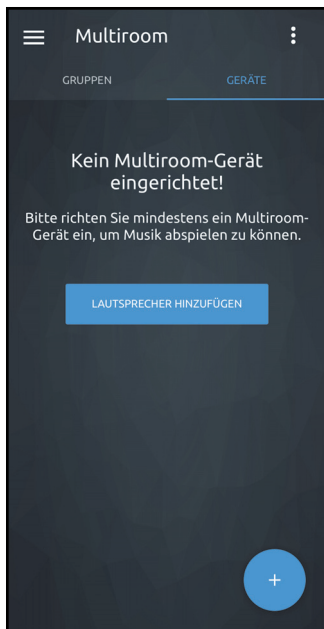 Multiroom
GRUPPEN
GERÄTE
Kein Multiroom-Gerät
eingerichtet!
Bitte richten Sie mindestens ein Multiroom-
Gerät ein, um Musik abspielen zu können.
LAUTSPRECHER HINZUFÜGEN
+